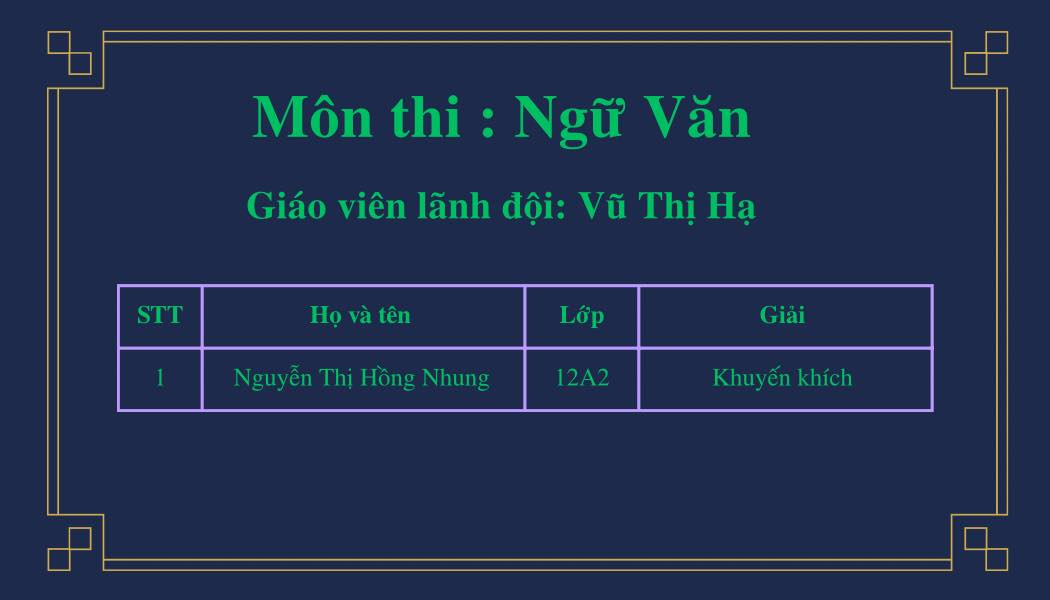 Môn thi : Ngữ Văn
Giáo viên lãnh đội: Vũ Thị Hạ
STT Họ và tên Lớp Giải
1 Nguyễn Thị Hồng Nhung 12A2 Khuyến khích